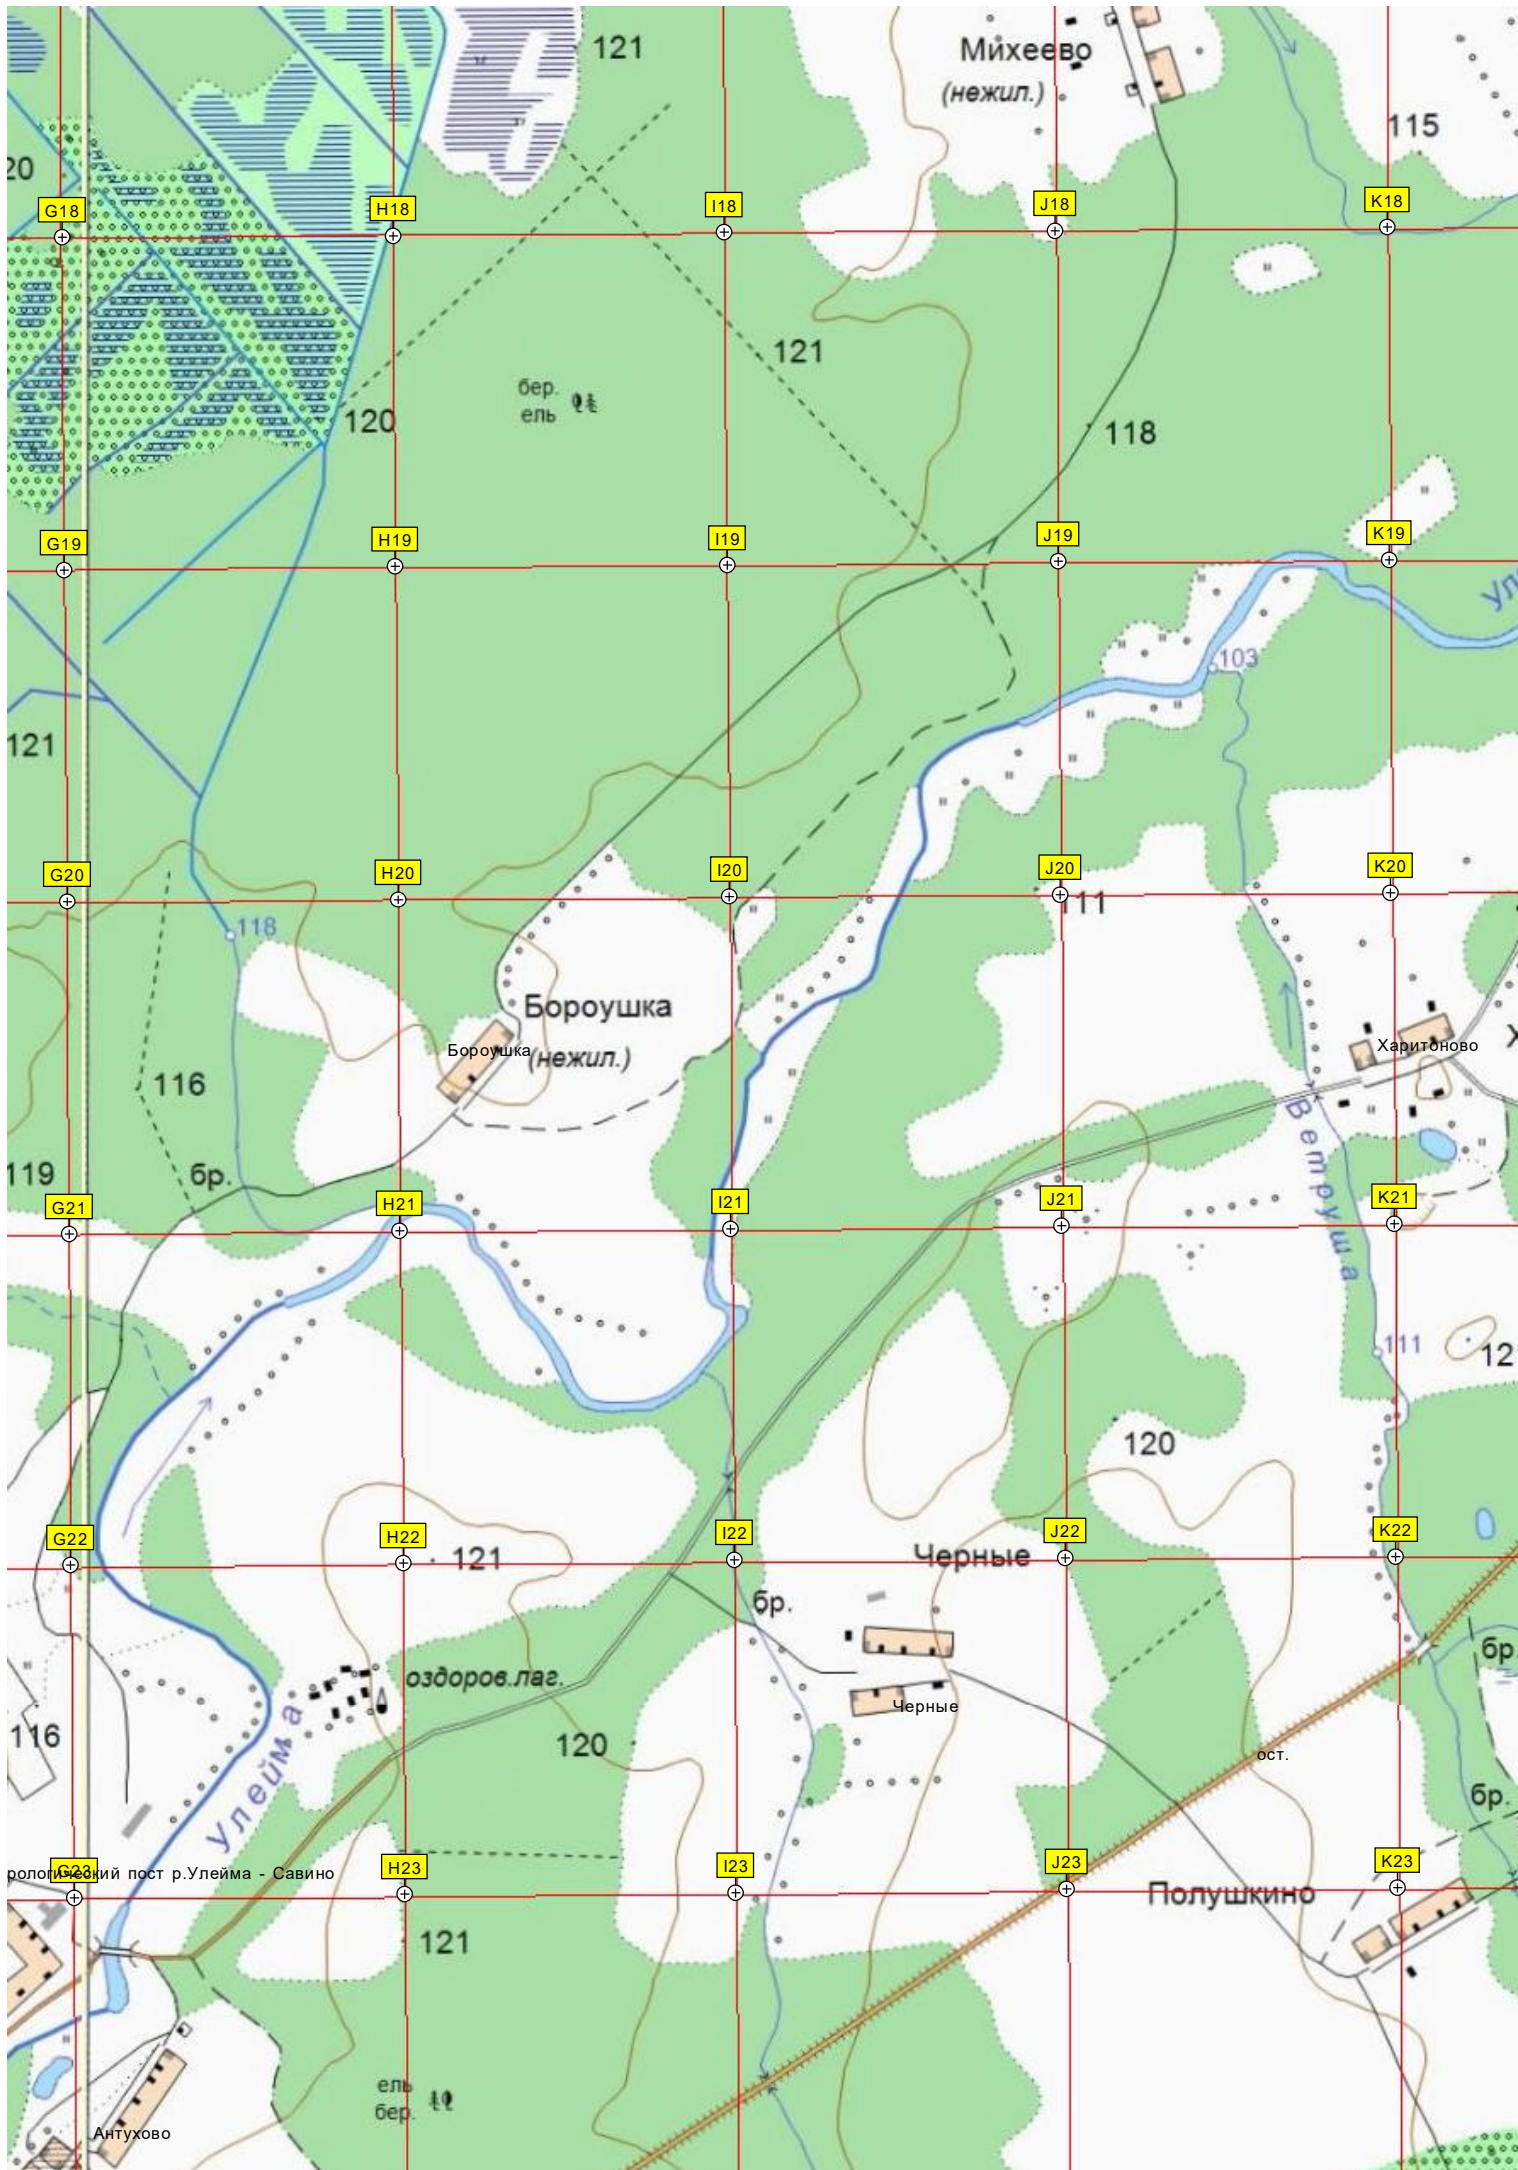 121
Михеево
(нежил.)
115
20
G18
H18
I18
J18
K18
121
бер.
ель
120
118
G19
H19
I19
J19
K19
103
121
G20
H20
I20
J20
K20
111
118
Бороушка
(нежил.)
Бороушка
Харитоново
116
Ветруша
119
бр.
G21
H21
I21
J21
K21
111
12
120
G22
H22
I22
J22
K22
121
Черные
бр.
бр.
оздоров.лаг.
Черные
116
Улейма
120
ост.
бр.
G23
H23
I23
J23
K23
рологический пост р.Улейма - Савино
Полушкино
121
ель
бер.
Антухово